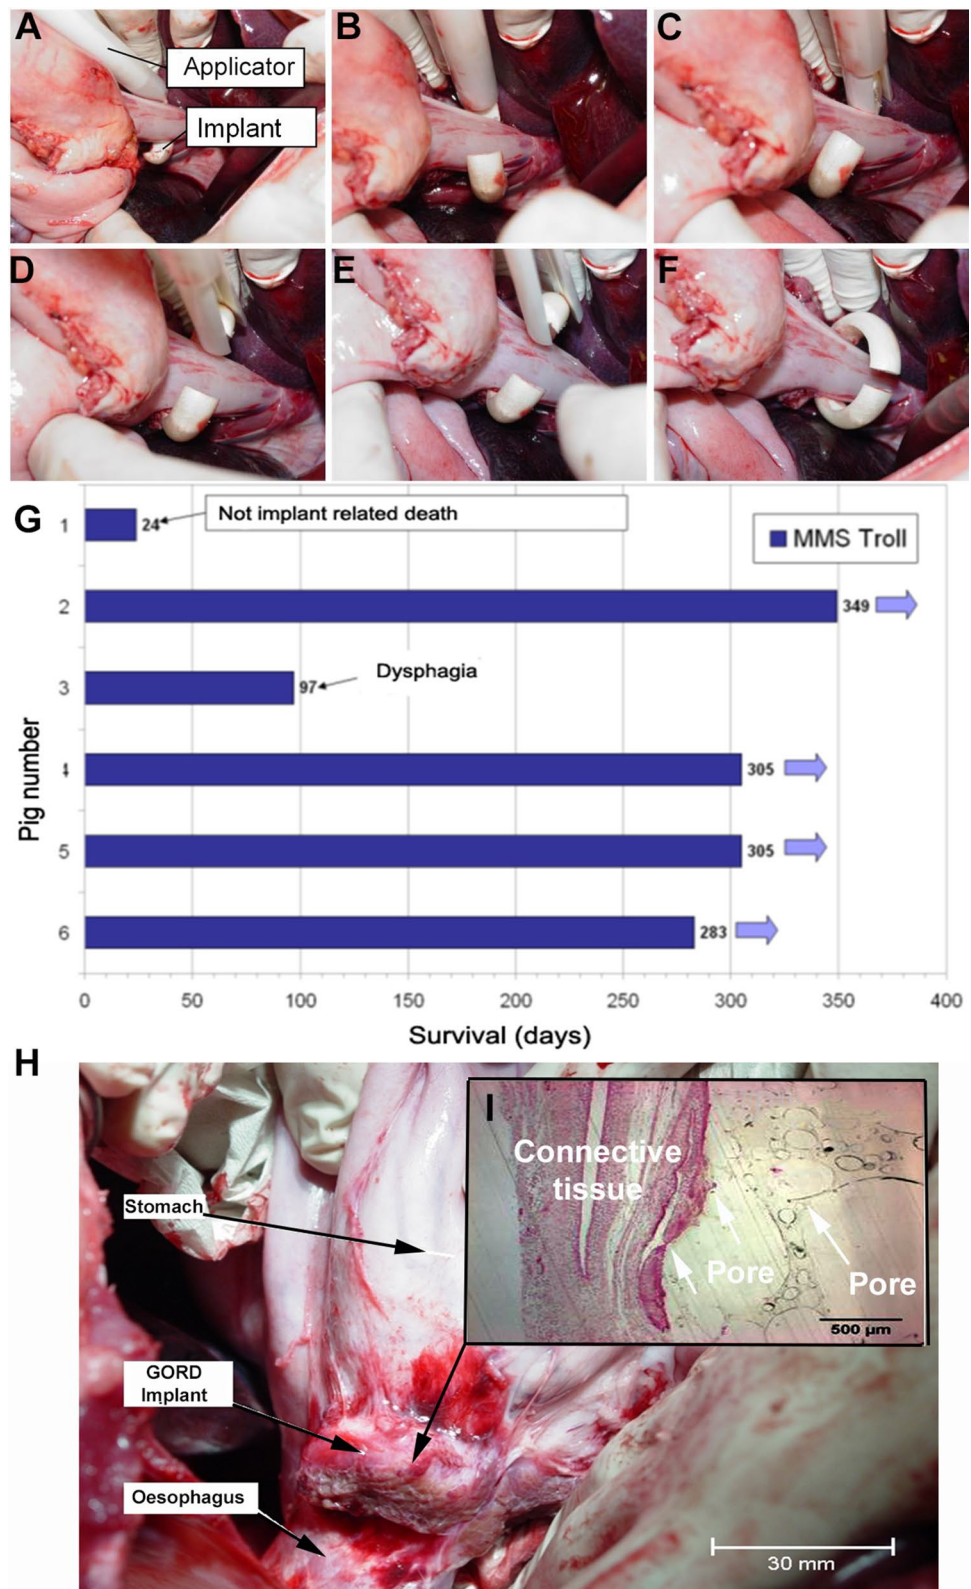 A
Applicator
Implant
B
C
D
E
F
G
1
24
Not implant related death
MMS Troll
2
349
3
97
Dysphagia
4
305
5
305
6
283
Pig number
0 50 100 150 200 250 300 350 400
Survival (days)
H
I
Connective
tissue
Pore
Pore
500 µm
Stomach
GORD
Implant
Oesophagus
30 mm